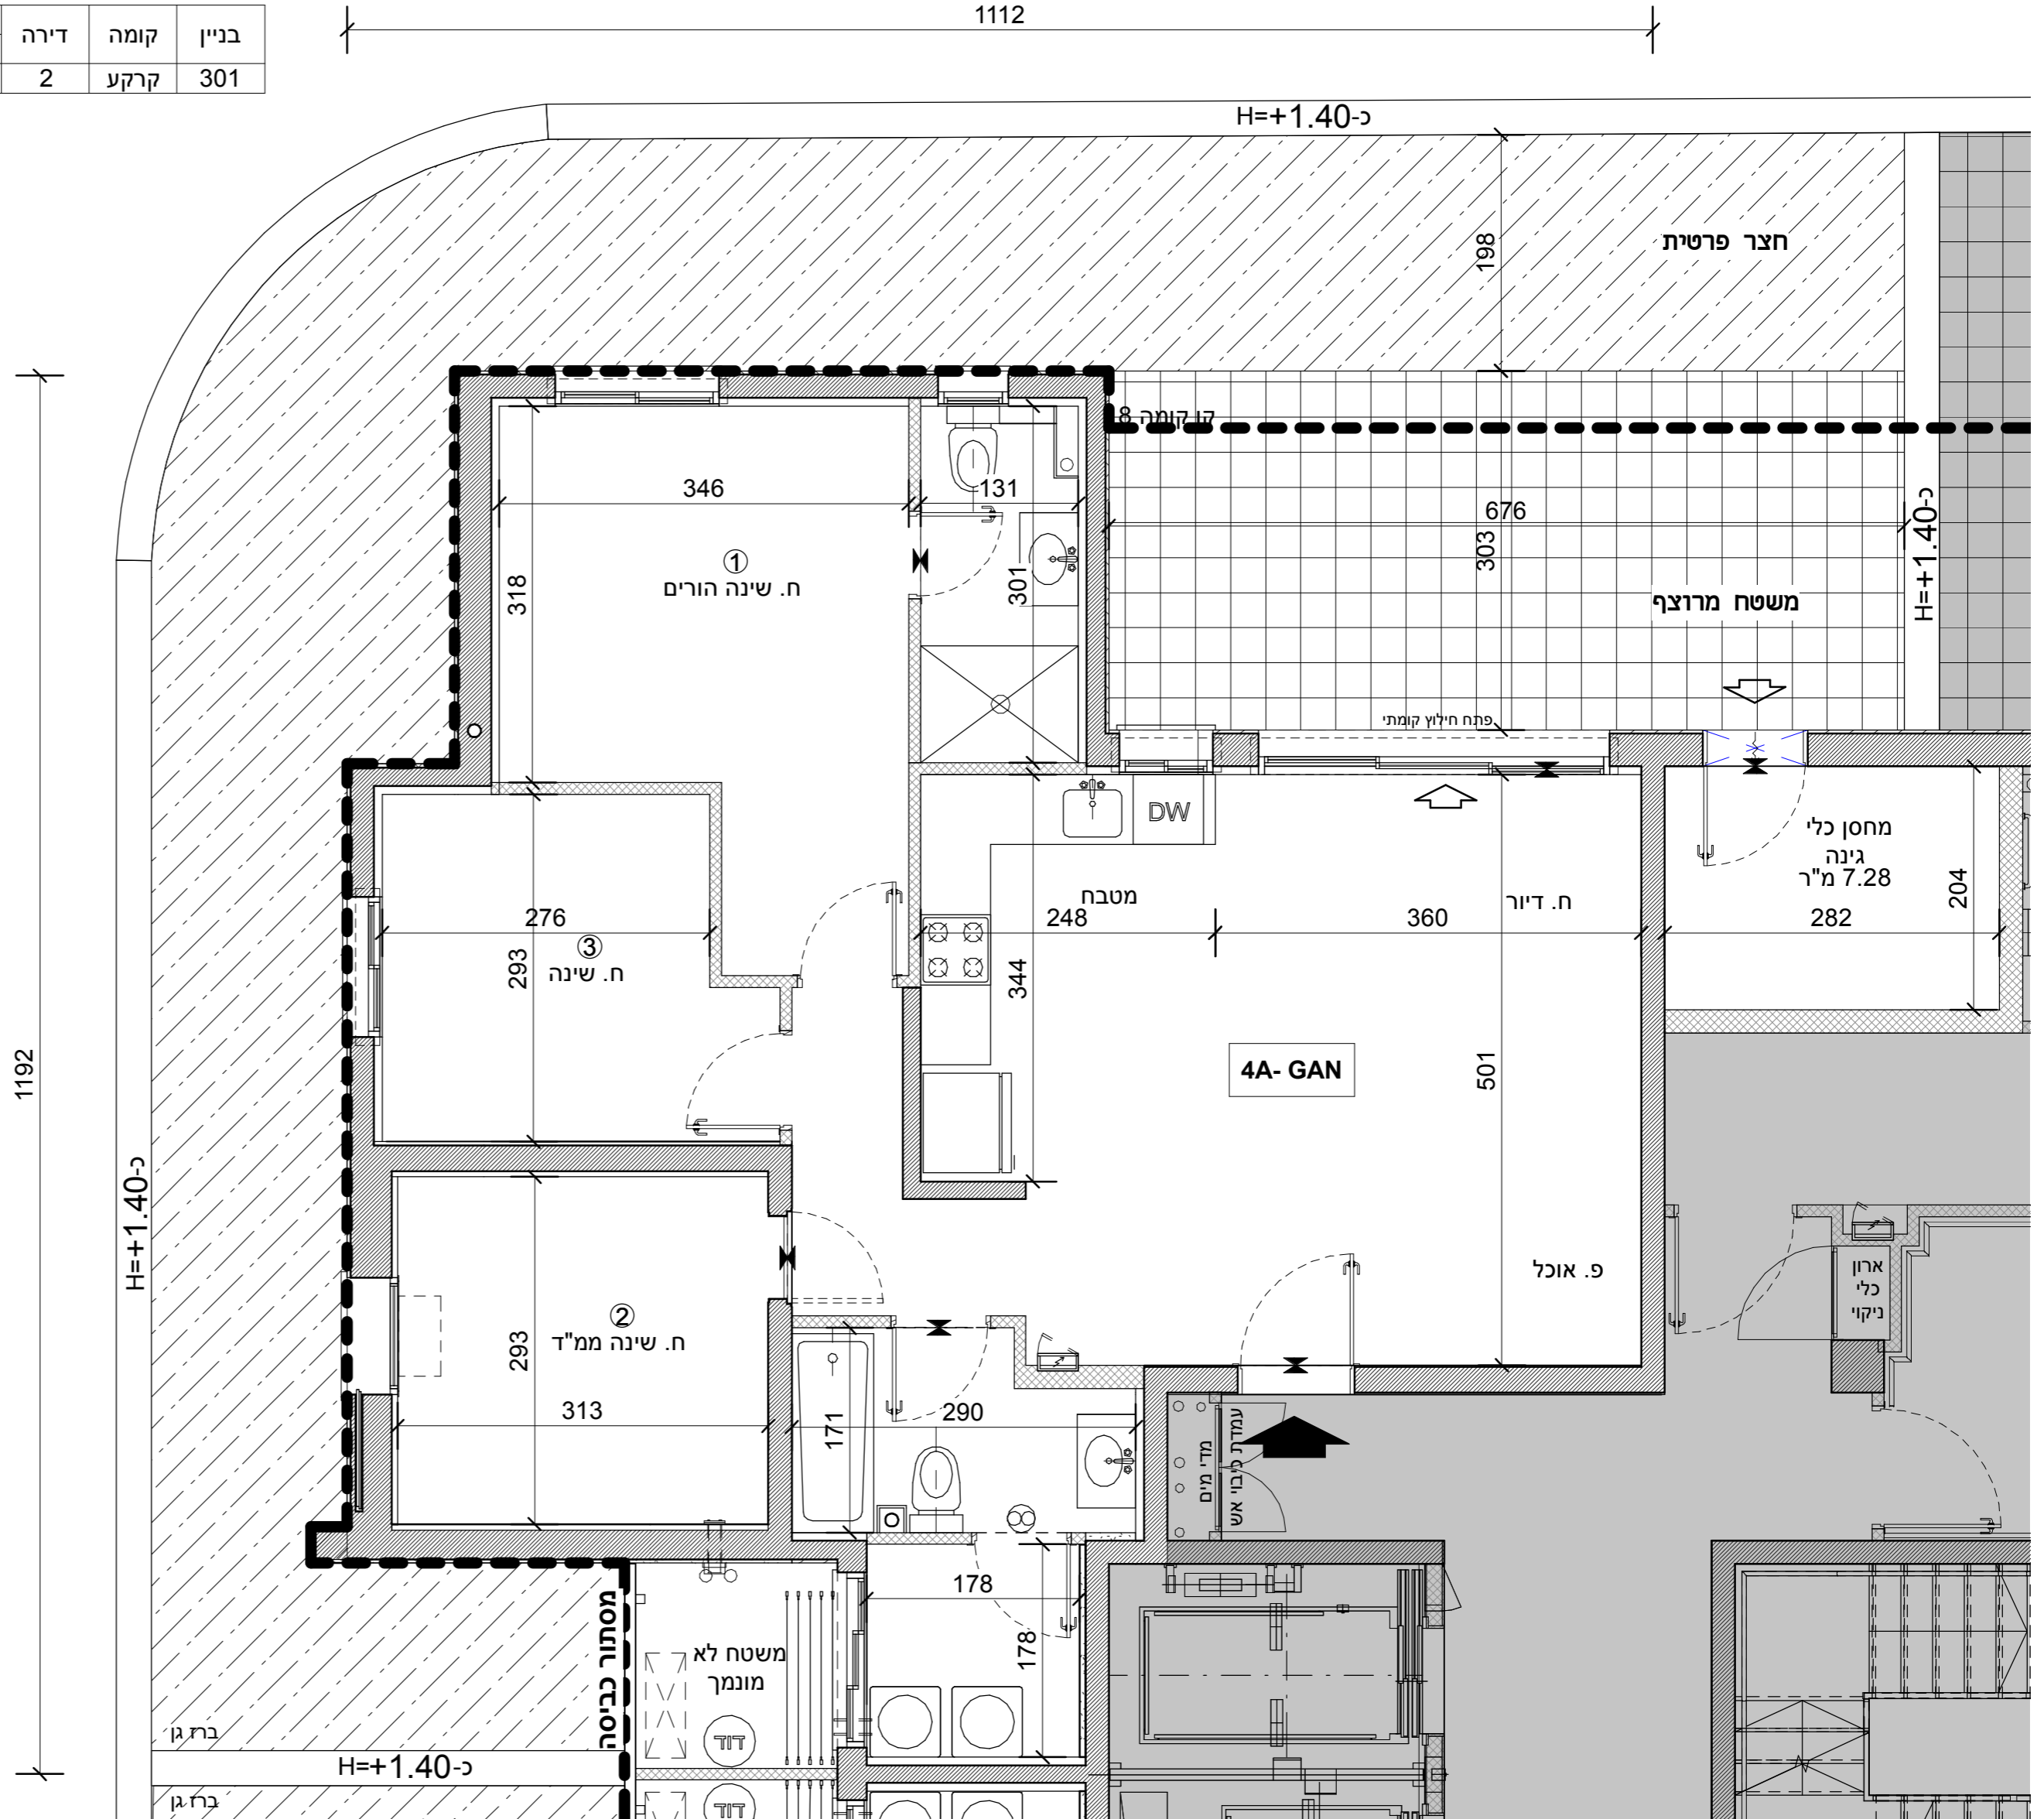 1112
בניין קומה דירה
301 קרקע 2
H=+1.40-כ
198
חצר פרטית
קו קומה 8
346
131
676
303
318
301
①
ח. שינה הורים
H=+1.40-כ
משטח מרוצף
פתח חילוץ קומתי
DW
מחסן כלי
גינה
7.28 מ"ר
204
מטבח
ח. דיור
276
248
360
282
③
ח. שינה
293
344
1192
4A- GAN
501
H=+1.40-כ
פ. אוכל
ארון
כלי
ניקוי
②
ח. שינה ממ"ד
293
313
171
290
מדי מים
עמדת כיבוי אש
178
178
מסתור כביסה
משטח לא
מונמך
דוד
ברז גן
H=+1.40-כ
ברז גן
דוד